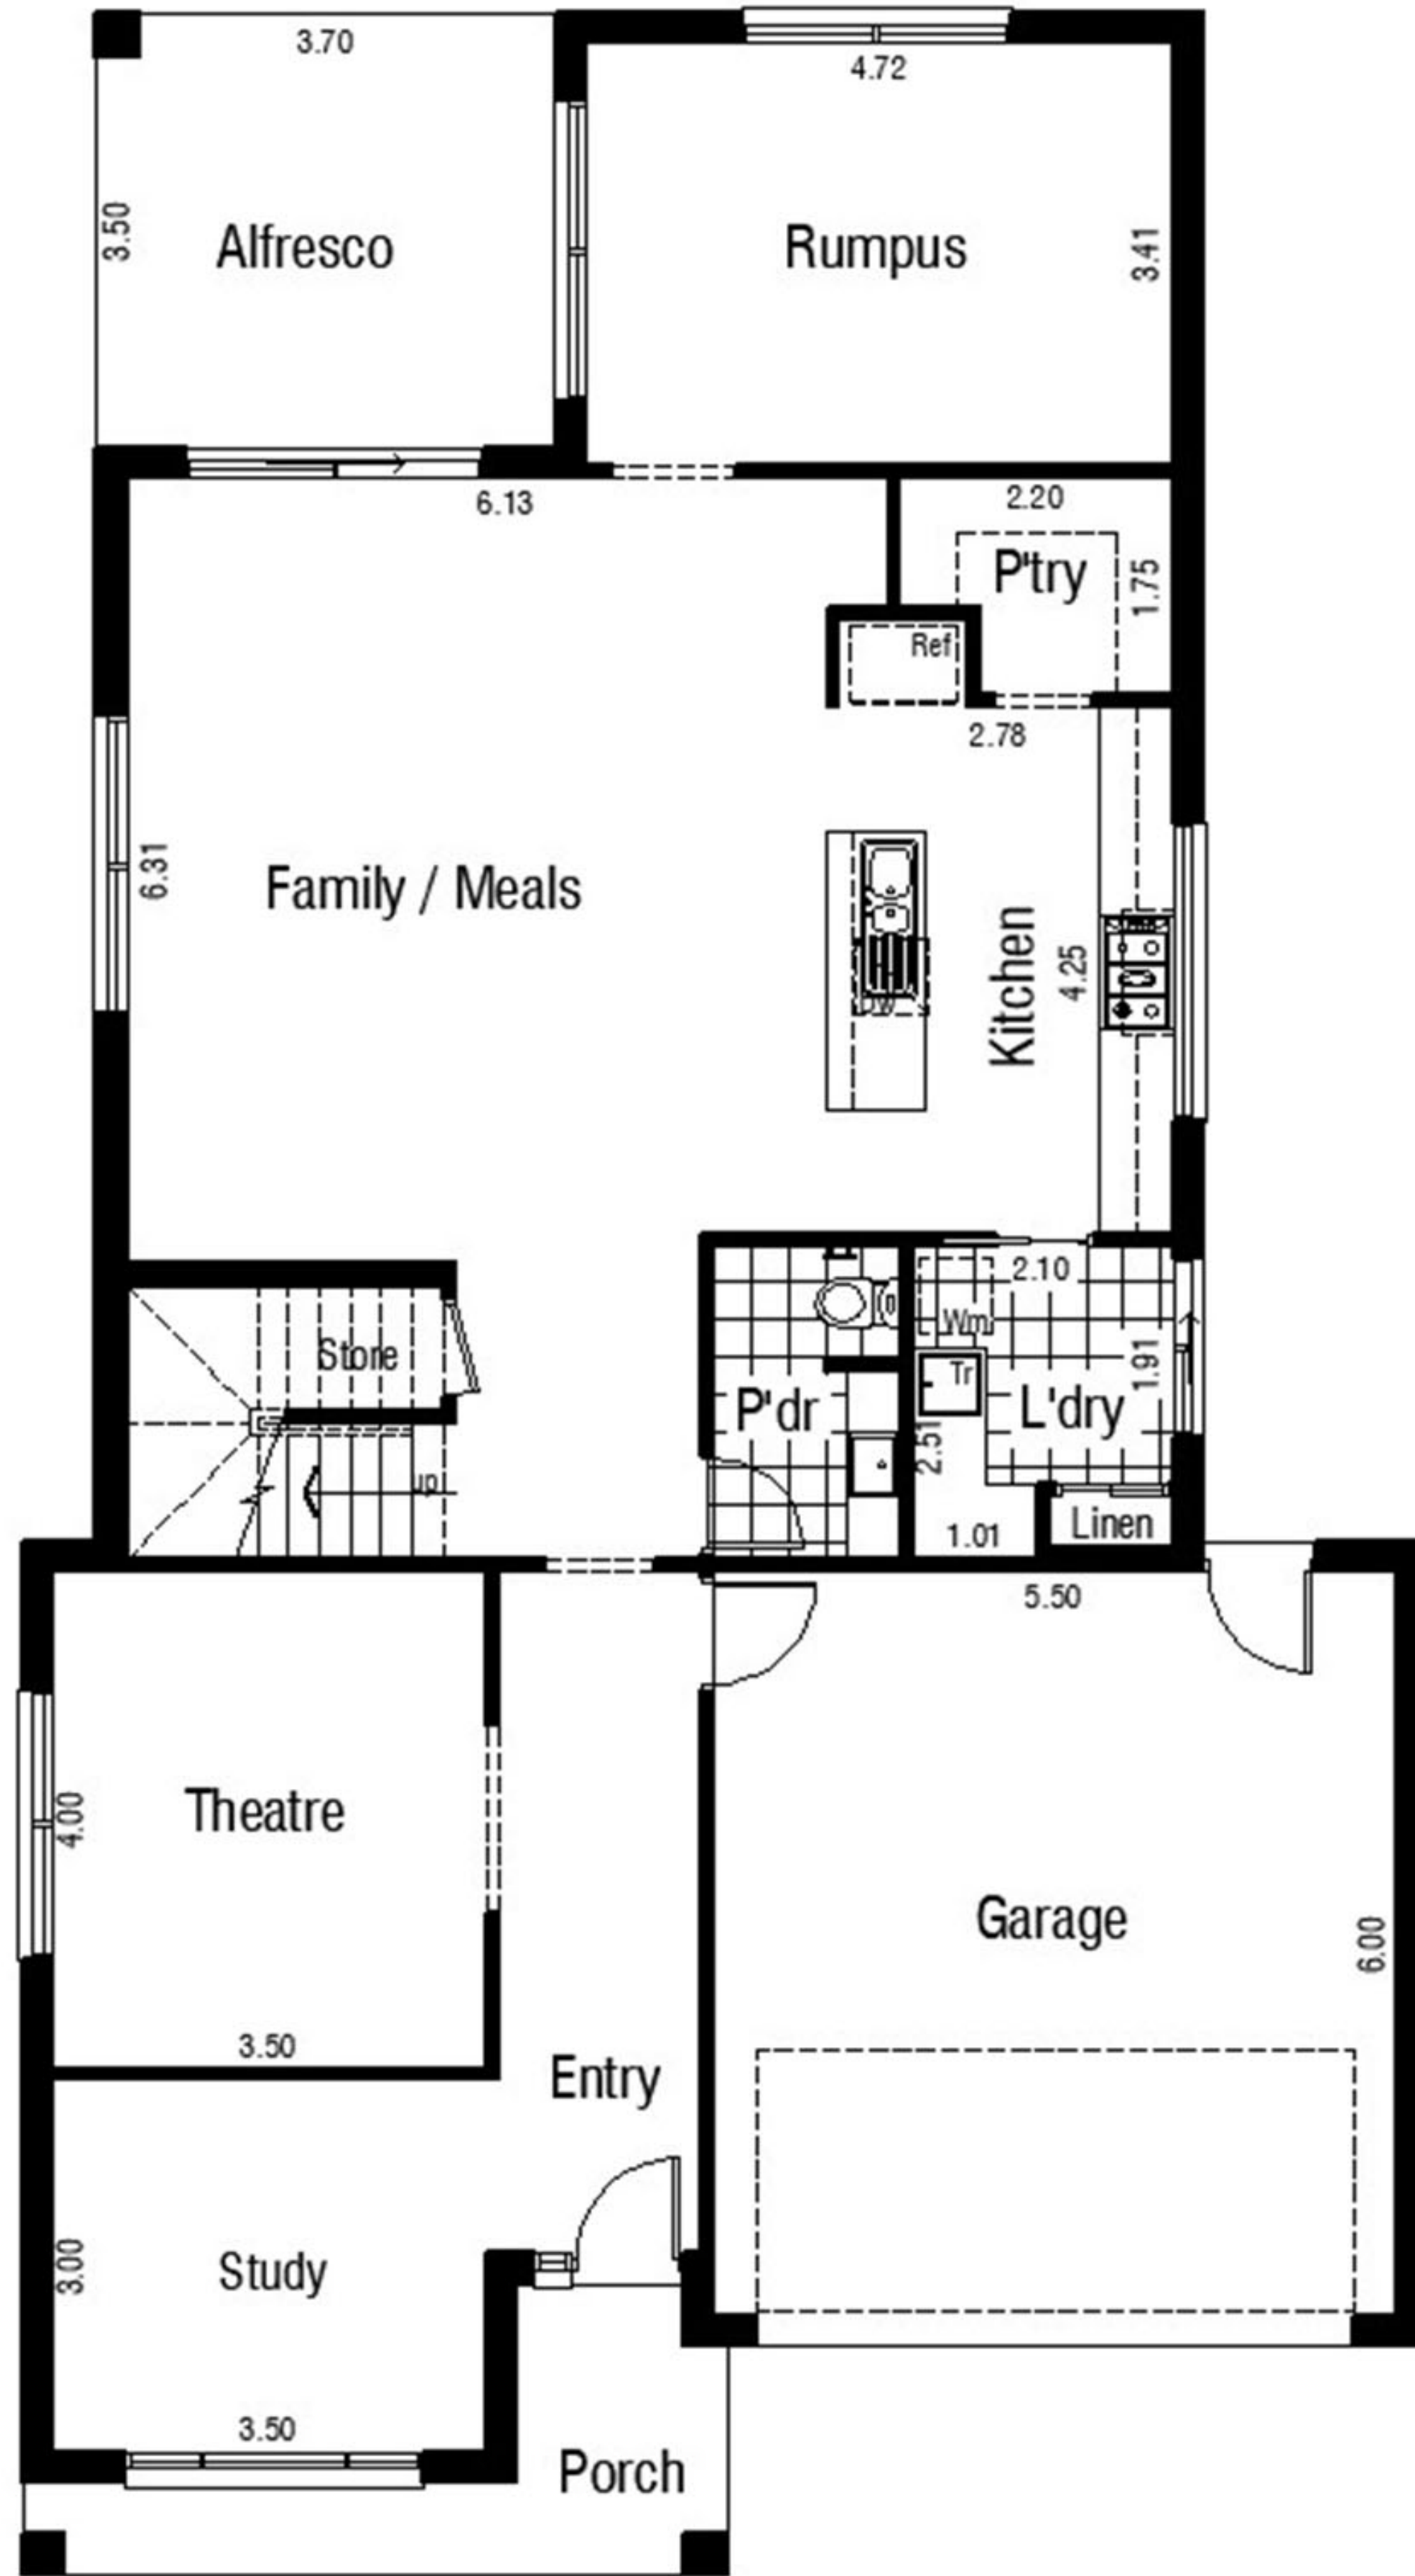 3.70
4.72
3.50
Alfresco
Rumpus
3.41
6.13
2.20
P'try
1.75
Ref
2.78
6.31
Family / Meals
Kitchen
4.25
DW
2.10
Wm
Store
1.91
Tr
P'dr
L'dry
2.51
up
Linen
1.01
5.50
Theatre
4.00
Garage
6.00
3.50
Entry
3.00
Study
3.50
Porch